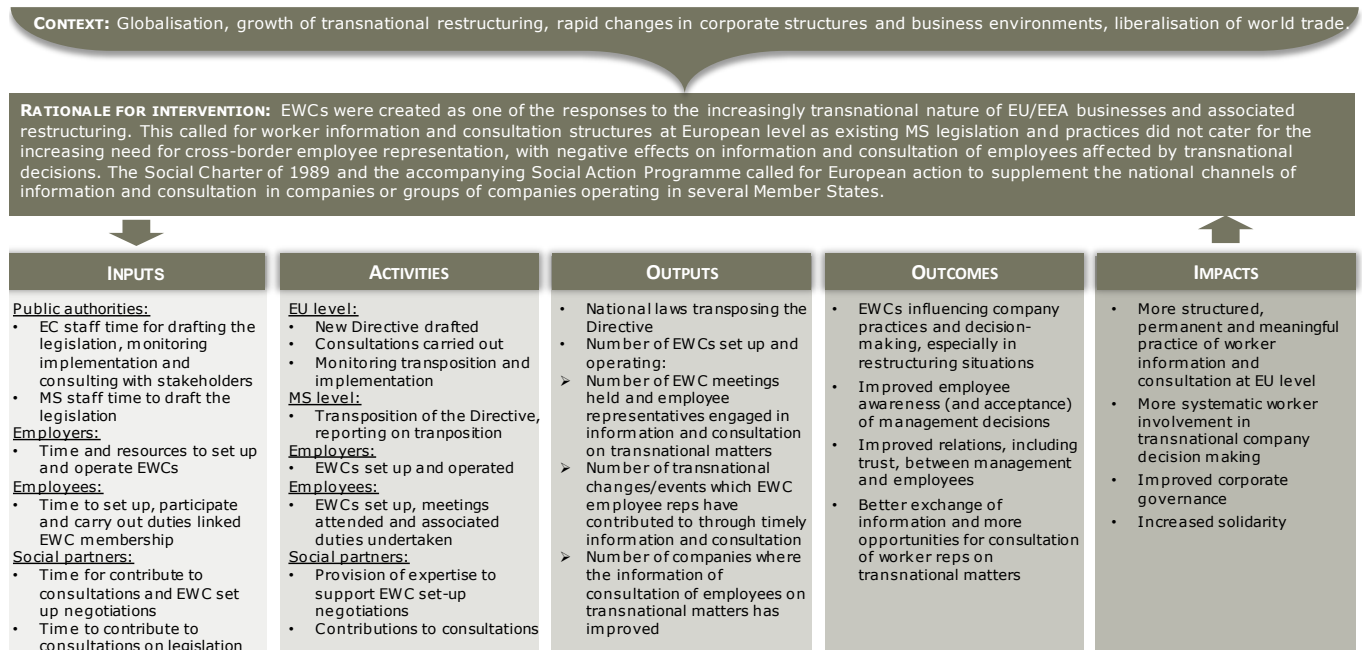 CONTEXT: Globalisation, growth of transnational restructuring, rapid changes in corporate structures and business environments, liberalisation of world trade.
RATIONALE FOR INTERVENTION: EWCs were created as one of the responses to the increasingly transnational nature of EU/EEA businesses and associated
restructuring. This called for worker information and consultation structures at European level as existing MS legislation and practices did not cater for the
increasing need for cross-border employee representation, with negative effects on information and consultation of employees affected by transnational
decisions. The Social Charter of 1989 and the accompanying Social Action Programme called for European action to supplement the national channels of
information and consultation in companies or groups of companies operating in several Member States.
INPUTS
Public authorities:
• EC staff time for drafting the
legislation, monitoring
implementation and
consulting with stakeholders
• MS staff time to draft the
legislation
Employers:
• Time and resources to set up
and operate EWCs
Employees:
• Time to set up, participate
and carry out duties linked
EWC membership
Social partners:
• Time for contribute to
consultations and EWC set
up negotiations
• Time to contribute to
consultations on legislation
ACTIVITIES
EU level:
• New Directive drafted
• Consultations carried out
• Monitoring transposition and
implementation
MS level:
• Transposition of the Directive,
reporting on tranposition
Employers:
• EWCs set up and operated
Employees:
• EWCs set up, meetings
attended and associated
duties undertaken
Social partners:
• Provision of expertise to
support EWC set-up
negotiations
• Contributions to consultations
OUTPUTS
• National laws transposing the
Directive
• Number of EWCs set up and
operating:
➢ Number of EWC meetings
held and employee
representatives engaged in
information and consultation
on transnational matters
➢ Number of transnational
changes/events which EWC
employee reps have
contributed to through timely
information and consultation
➢ Number of companies where
the information of
consultation of employees on
transnational matters has
improved
OUTCOMES
• EWCs influencing company
practices and decision-
making, especially in
restructuring situations
• Improved employee
awareness (and acceptance)
of management decisions
• Improved relations, including
trust, between management
and employees
• Better exchange of
information and more
opportunities for consultation
of worker reps on
transnational matters
IMPACTS
• More structured,
permanent and meaningful
practice of worker
information and
consultation at EU level
• More systematic worker
involvement in
transnational company
decision making
• Improved corporate
governance
• Increased solidarity